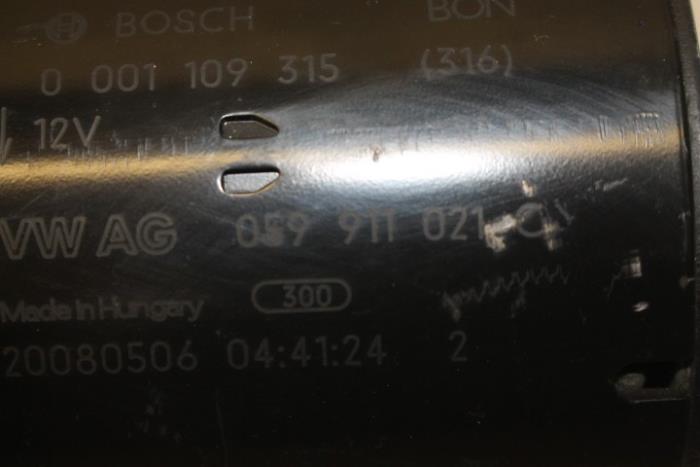 BOSCH BON
0 001 109 315 (316)
12V
VW AG 059 911 021
Made in Hungary 300
20080506 04:41:24 2